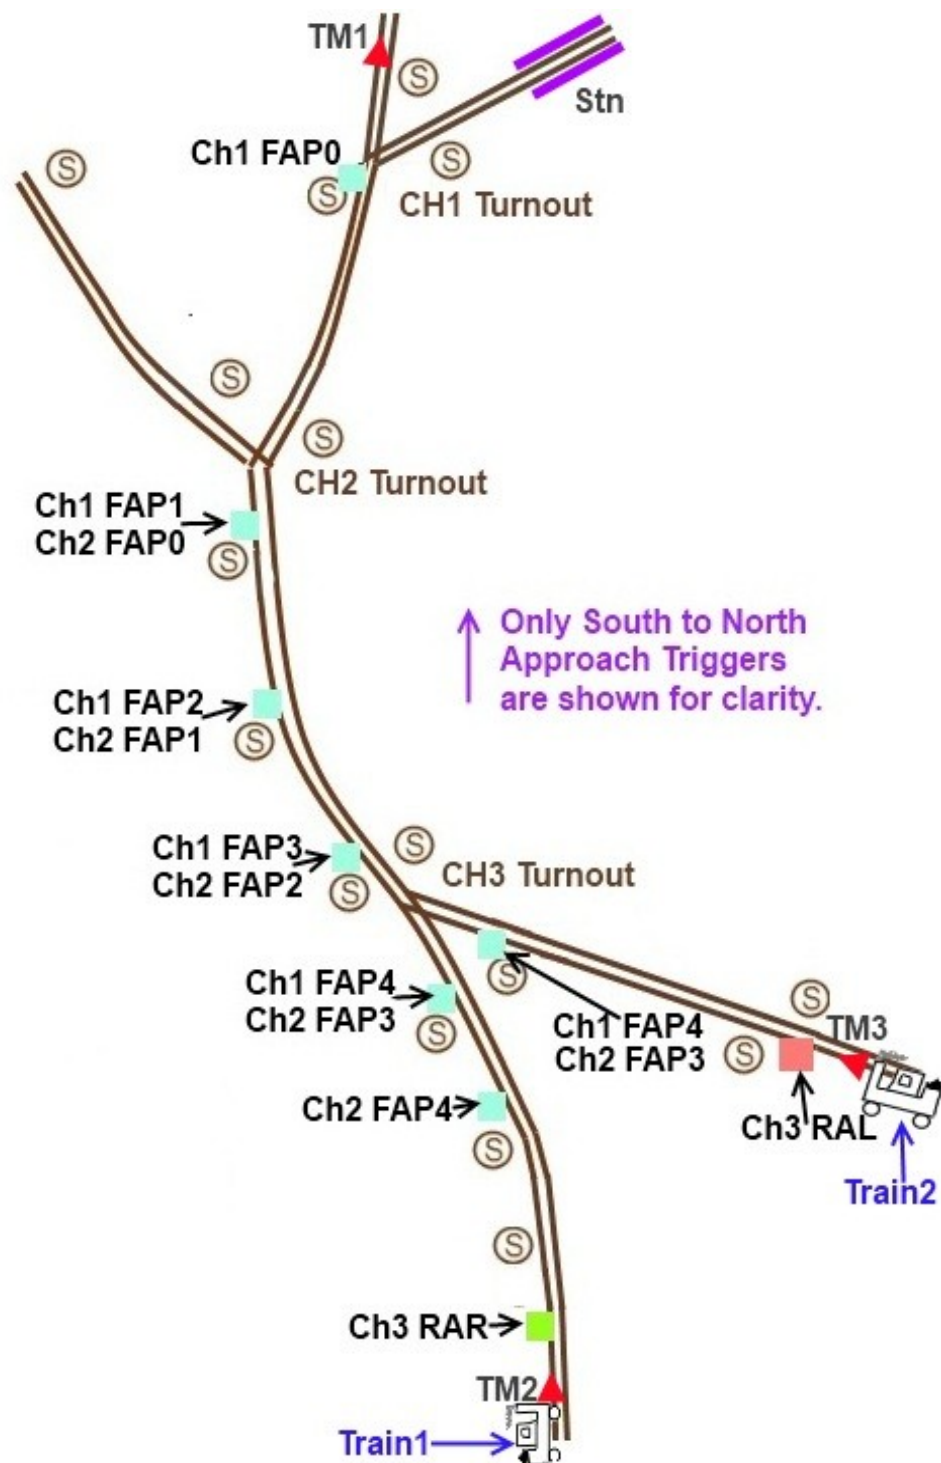 TM1
S
Stn
Ch1 FAP0
S
S
S
CH1 Turnout
S
S
CH2 Turnout
Ch1 FAP1
Ch2 FAP0
S
Only South to North
Approach Triggers
are shown for clarity.
Ch1 FAP2
Ch2 FAP1
S
Ch1 FAP3
Ch2 FAP2
S
S
CH3 Turnout
Ch1 FAP4
Ch2 FAP3
S
S
Ch1 FAP4
Ch2 FAP3
S
S
TM3
Ch2 FAP4
S
Ch3 RAL
Train2
S
Ch3 RAR
TM2
Train1